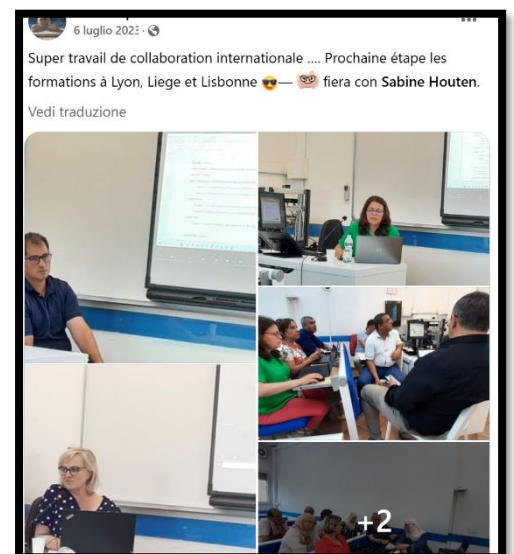 6 luglio 2023 ·
Super travail de collaboration internationale .... Prochaine étape les
formations à Lyon, Liege et Lisbonne 😎— 🥰 fiera con Sabine Houten.
Vedi traduzione
+2